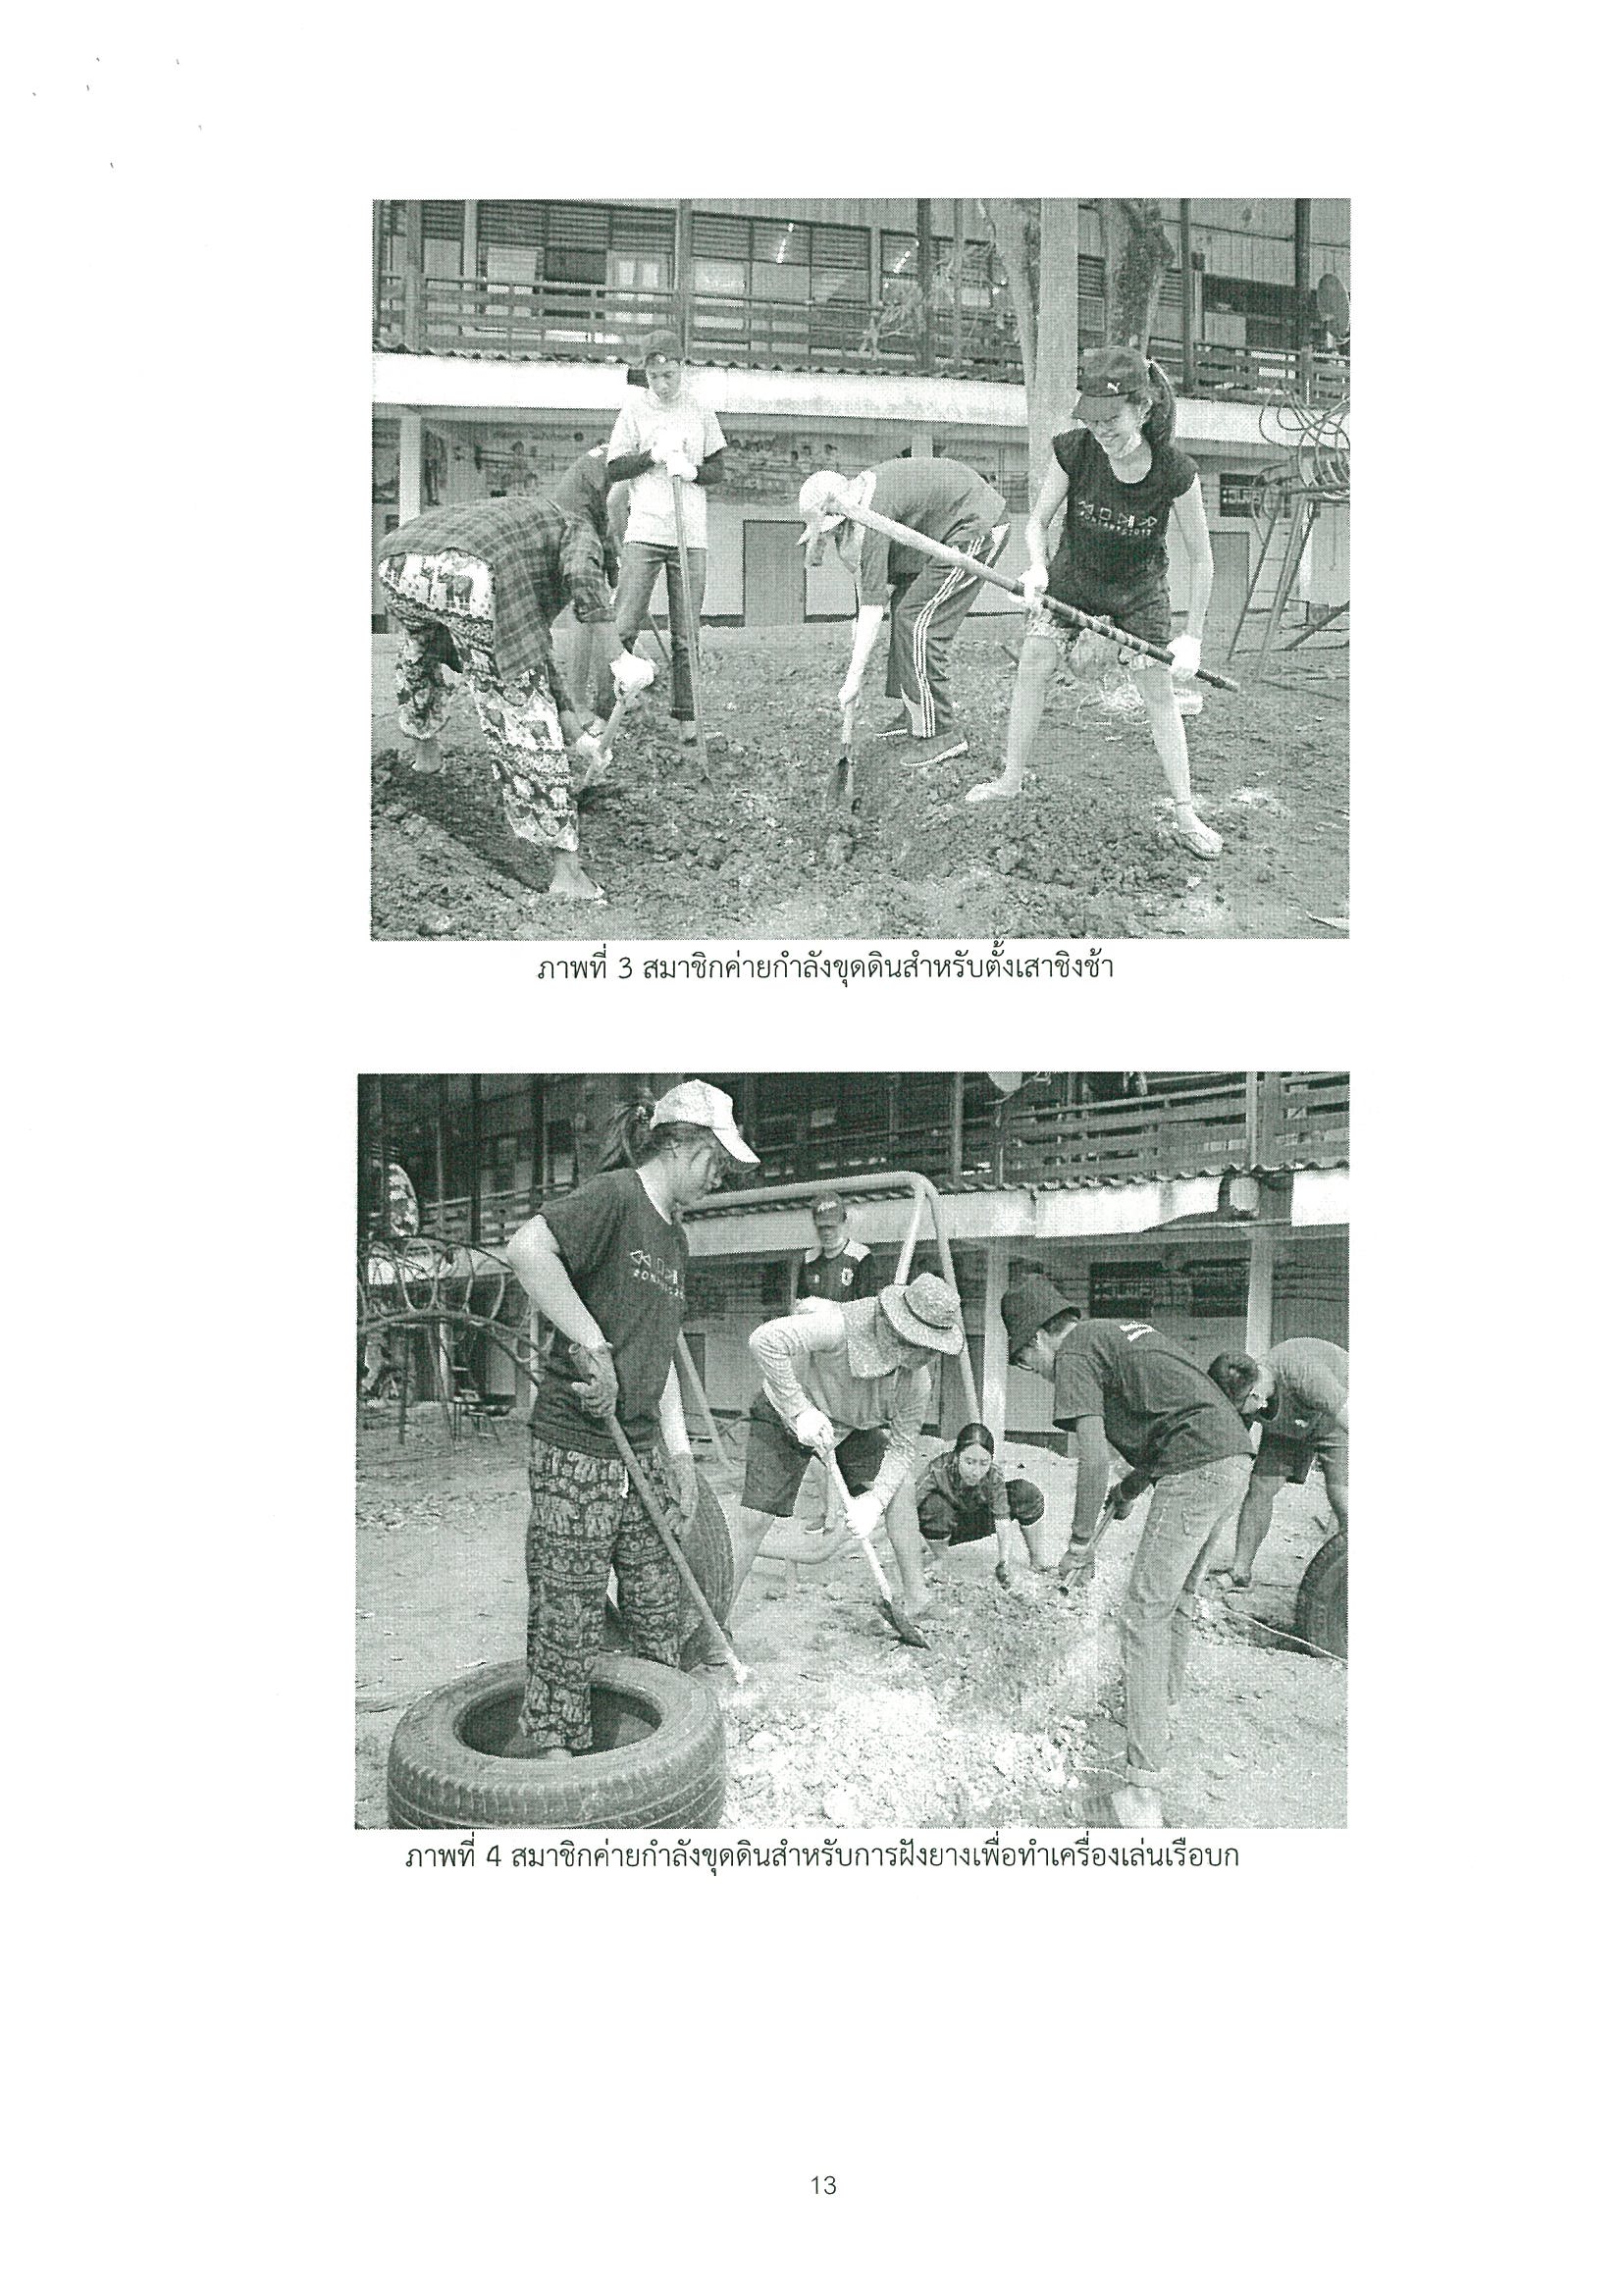 ภาพที่ 3 สมาชิกค่ายกำลังขุดดินสำหรับตั้งเสาชิงช้า
ภาพที่ 4 สมาชิกค่ายกำลังขุดดินสำหรับการฝังยางเพื่อทำเครื่องเล่นเรือบก
13